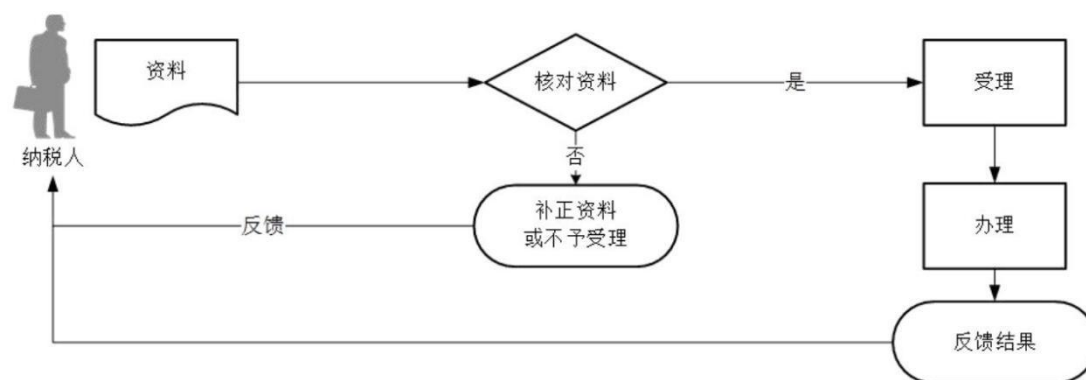 资料
核对资料
是
受理
纳税人
否
补正资料
或不予受理
反馈
办理
反馈结果